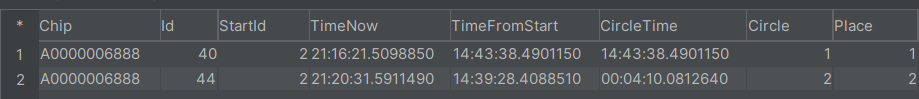 * Chip Id StartId TimeNow TimeFromStart CircleTime Circle Place
1 A0000006888 40 2 21:16:21.5098850 14:43:38.4901150 14:43:38.4901150 1 1
2 A0000006888 44 2 21:20:31.5911490 14:39:28.4088510 00:04:10.0812640 2 2